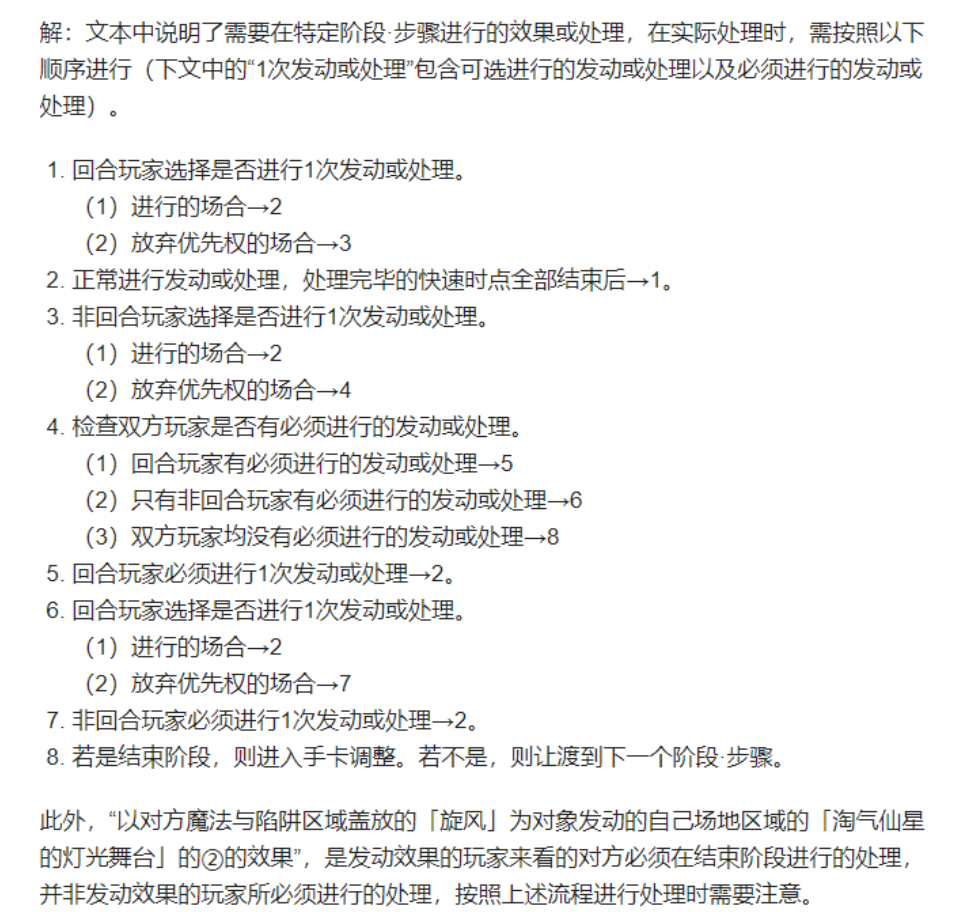 解：文本中说明了需要在特定阶段·步骤进行的效果或处理，在实际处理时，需按照以下
顺序进行（下文中的“1次发动或处理”包含可选进行的发动或处理以及必须进行的发动或
处理）。
1. 回合玩家选择是否进行1次发动或处理。
（1）进行的场合→2
（2）放弃优先权的场合→3
2. 正常进行发动或处理，处理完毕的快速时点全部结束后→1。
3. 非回合玩家选择是否进行1次发动或处理。
（1）进行的场合→2
（2）放弃优先权的场合→4
4. 检查双方玩家是否有必须进行的发动或处理。
（1）回合玩家有必须进行的发动或处理→5
（2）只有非回合玩家有必须进行的发动或处理→6
（3）双方玩家均没有必须进行的发动或处理→8
5. 回合玩家必须进行1次发动或处理→2。
6. 回合玩家选择是否进行1次发动或处理。
（1）进行的场合→2
（2）放弃优先权的场合→7
7. 非回合玩家必须进行1次发动或处理→2。
8. 若是结束阶段，则进入手卡调整。若不是，则让渡到下一个阶段·步骤。
此外，“以对方魔法与陷阱区域盖放的「旋风」为对象发动的自己场地区域的「淘气仙星
的灯光舞台」的②的效果”，是发动效果的玩家来看的对方必须在结束阶段进行的处理，
并非发动效果的玩家所必须进行的处理，按照上述流程进行处理时需要注意。